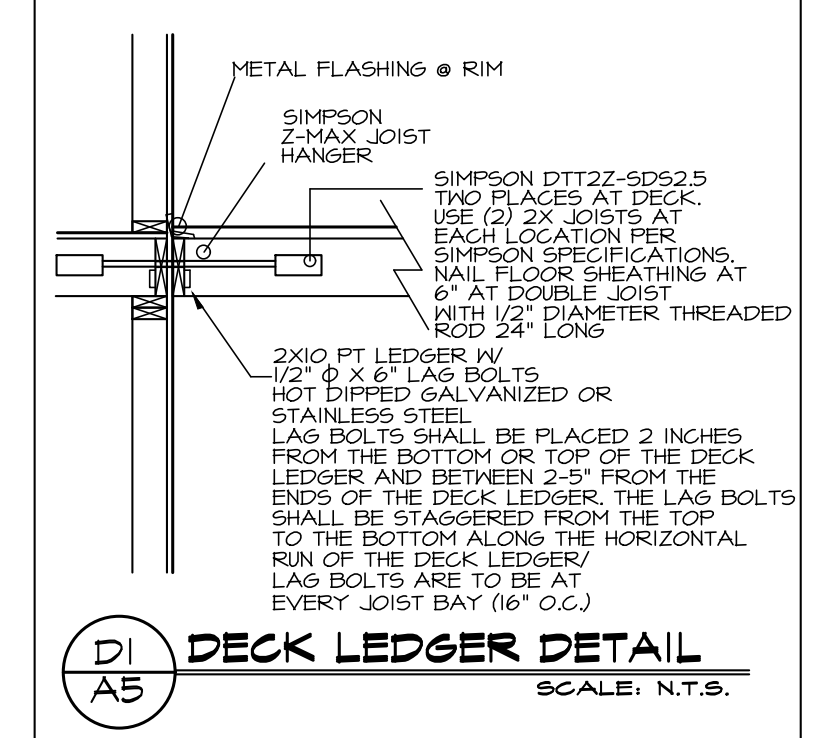 METAL FLASHING @ RIM
SIMPSON
Z-MAX JOIST
HANGER
SIMPSON DTT2Z-SDS2.5
TWO PLACES AT DECK.
USE (2) 2X JOISTS AT
EACH LOCATION PER
SIMPSON SPECIFICATIONS.
NAIL FLOOR SHEATHING AT
6" AT DOUBLE JOIST
WITH 1/2" DIAMETER THREADED
ROD 24" LONG
2X10 PT LEDGER W/
1/2" ϕ X 6" LAG BOLTS
HOT DIPPED GALVANIZED OR
STAINLESS STEEL
LAG BOLTS SHALL BE PLACED 2 INCHES
FROM THE BOTTOM OR TOP OF THE DECK
LEDGER AND BETWEEN 2-5" FROM THE
ENDS OF THE DECK LEDGER. THE LAG BOLTS
SHALL BE STAGGERED FROM THE TOP
TO THE BOTTOM ALONG THE HORIZONTAL
RUN OF THE DECK LEDGER/
LAG BOLTS ARE TO BE AT
EVERY JOIST BAY (16" O.C.)
D1
A5
DECK LEDGER DETAIL
SCALE: N.T.S.